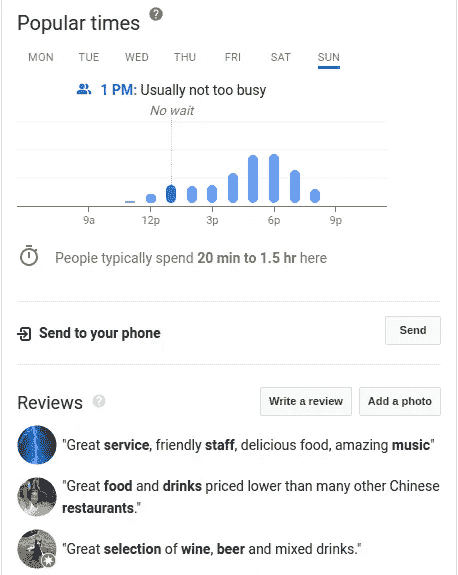 Popular times ?
MON TUE WED THU FRI SAT SUN
1 PM: Usually not too busy
No wait
9a 12p 3p 6p 9p
People typically spend 20 min to 1.5 hr here
Send to your phone Send
Reviews ? Write a review Add a photo
"Great service, friendly staff, delicious food, amazing music"
"Great food and drinks priced lower than many other Chinese
restaurants."
"Great selection of wine, beer and mixed drinks."